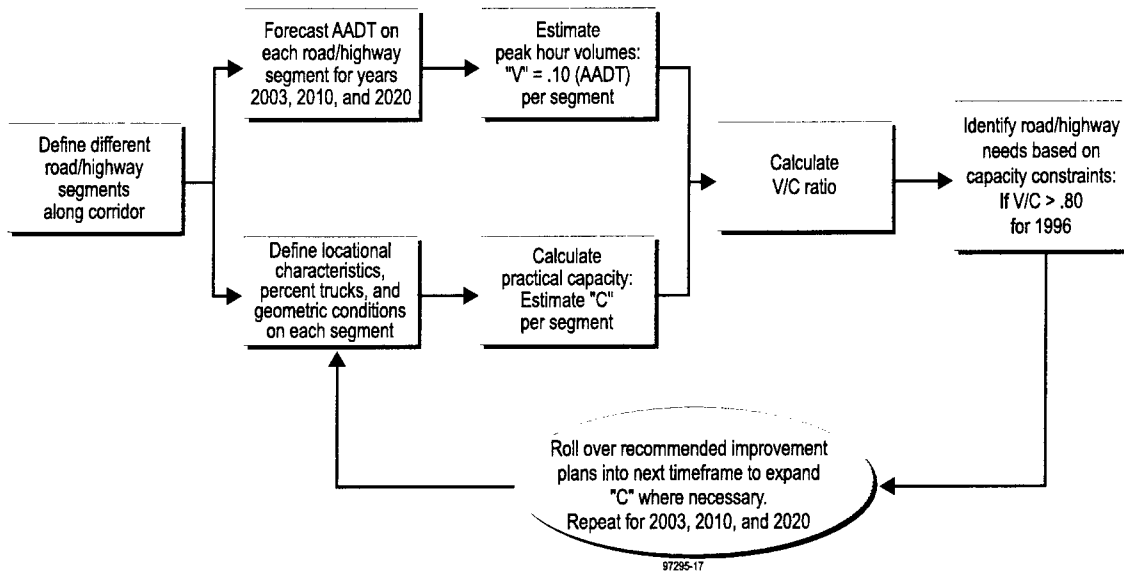 Define different
road/highway
segments
along corridor
Forecast AADT on
each road/highway
segment for years
2003, 2010, and 2020
Estimate
peak hour volumes:
"V" = .10 (AADT)
per segment
Define locational
characteristics,
percent trucks, and
geometric conditions
on each segment
Calculate
practical capacity:
Estimate "C"
per segment
Calculate
V/C ratio
Identify road/highway
needs based on
capacity constraints:
If V/C > .80
for 1996
Roll over recommended improvement
plans into next timeframe to expand
"C" where necessary.
Repeat for 2003, 2010, and 2020
97295-17